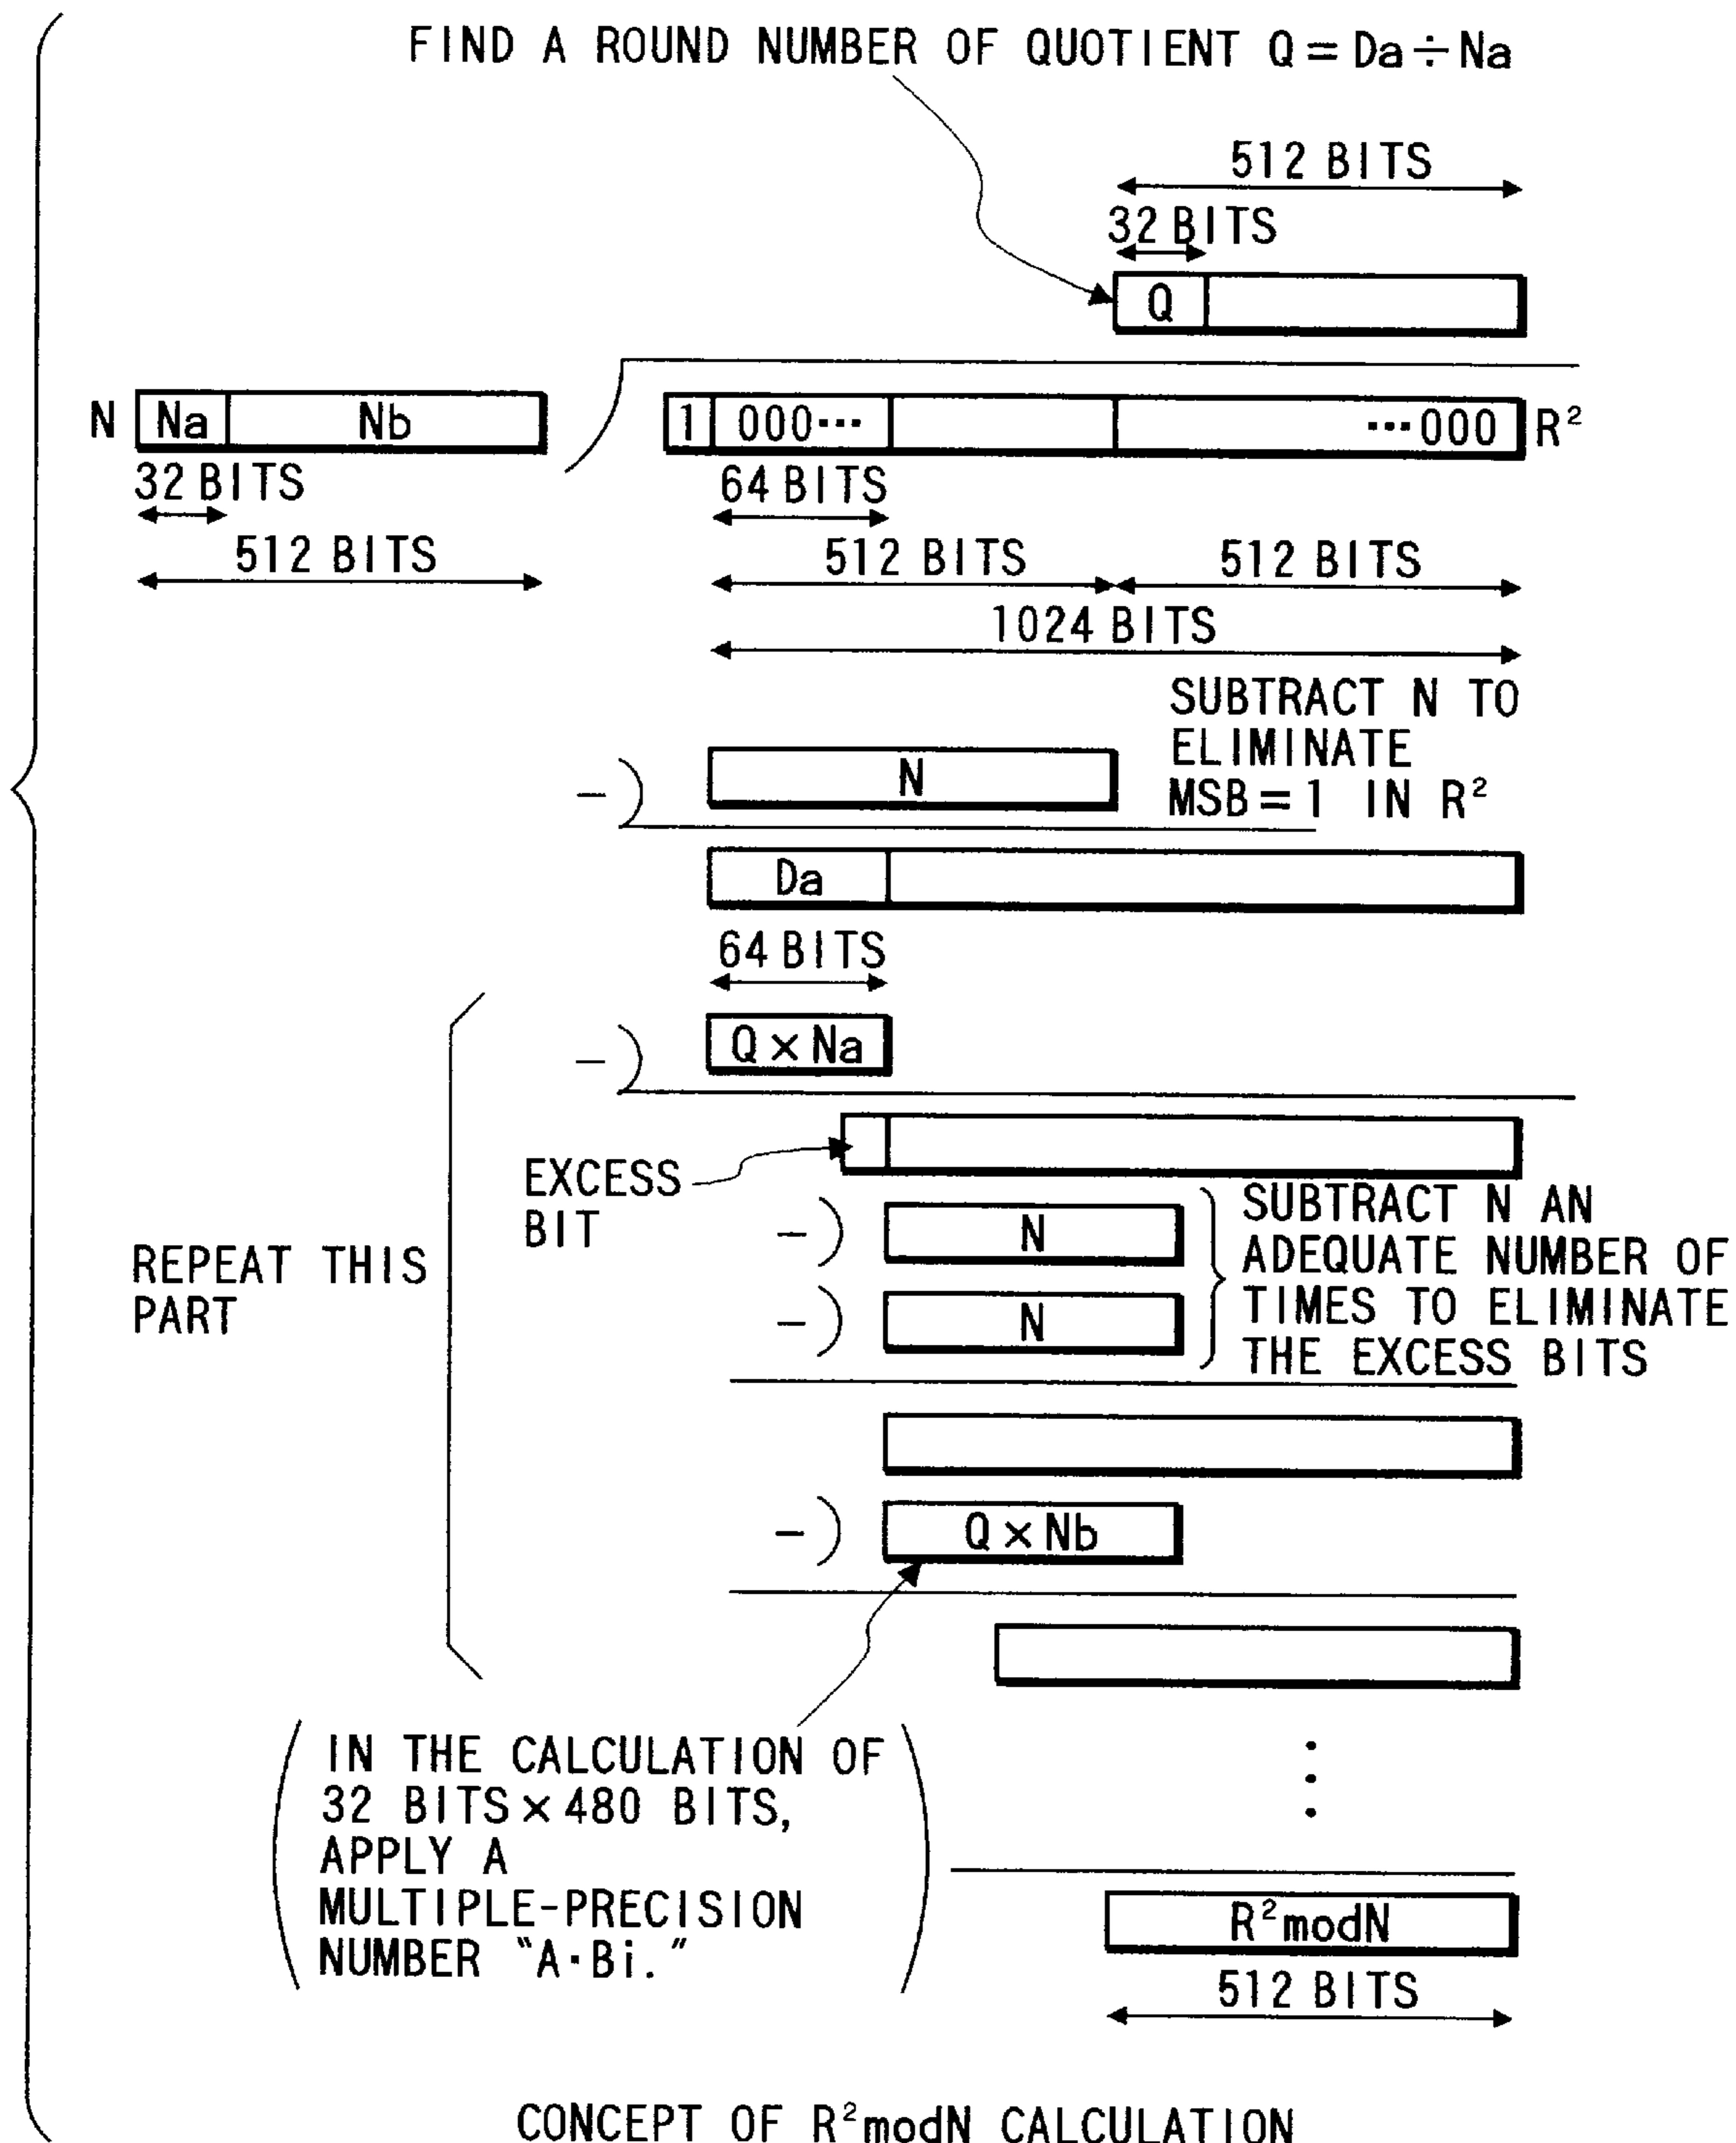 FIND A ROUND NUMBER OF QUOTIENT Q = Da ÷ Na
512 BITS
32 BITS
Q
N Na Nb
1 000··· ···000 R²
32 BITS
64 BITS
512 BITS
512 BITS
512 BITS
1024 BITS
SUBTRACT N TO
ELIMINATE
MSB = 1 IN R²
– ) N
Da
64 BITS
– ) Q × Na
EXCESS
BIT
– ) N
– ) N
SUBTRACT N AN
ADEQUATE NUMBER OF
TIMES TO ELIMINATE
THE EXCESS BITS
REPEAT THIS
PART
– ) Q × Nb
IN THE CALCULATION OF
32 BITS × 480 BITS,
APPLY A
MULTIPLE-PRECISION
NUMBER “A·Bi.”
R²modN
512 BITS
CONCEPT OF R²modN CALCULATION